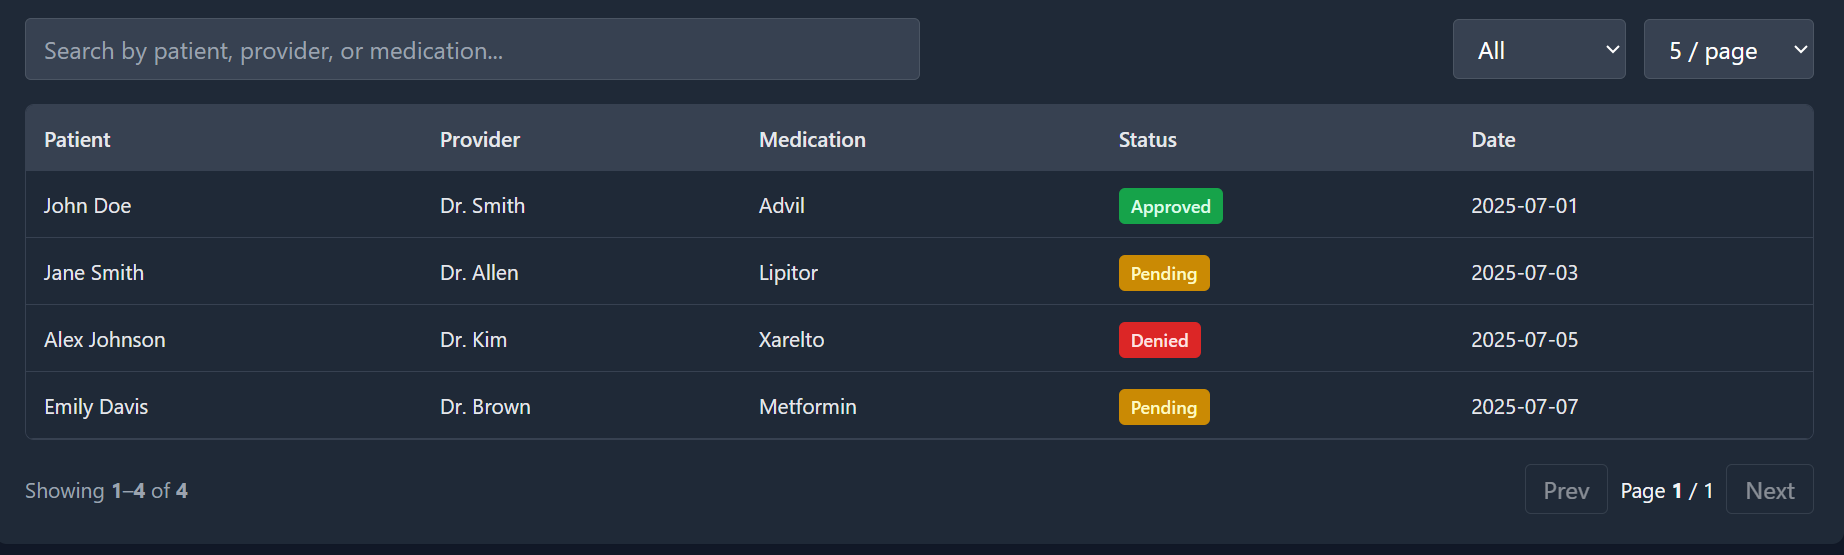 Search by patient, provider, or medication... All 5 / page
Patient Provider Medication Status Date
John Doe Dr. Smith Advil Approved 2025-07-01
Jane Smith Dr. Allen Lipitor Pending 2025-07-03
Alex Johnson Dr. Kim Xarelto Denied 2025-07-05
Emily Davis Dr. Brown Metformin Pending 2025-07-07
Showing 1–4 of 4 Prev Page 1 / 1 Next